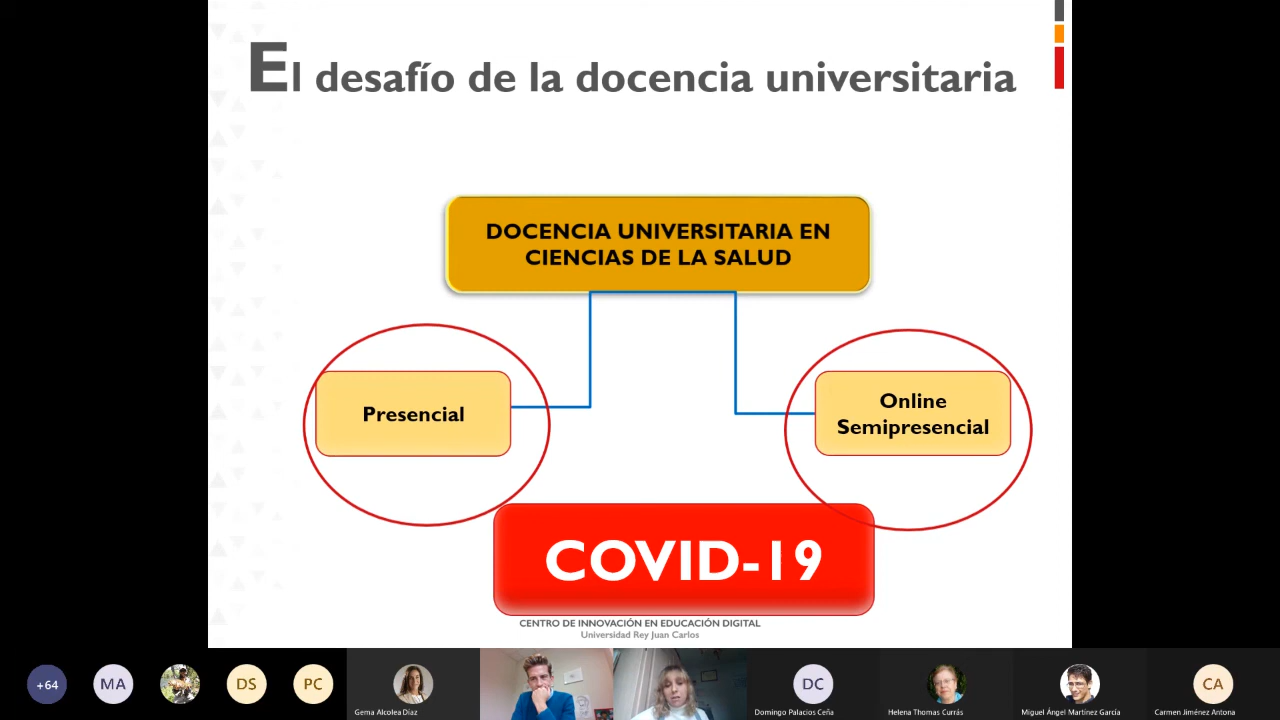 El desafío de la docencia universitaria
DOCENCIA UNIVERSITARIA EN
CIENCIAS DE LA SALUD
Presencial
Online
Semipresencial
COVID-19
CENTRO DE INNOVACIÓN EN EDUCACIÓN DIGITAL
Universidad Rey Juan Carlos
+64
MA
DS
PC
Gema Alcolea Díaz
DC
Domingo Palacios Ceña
Helena Thomas Currás
Miguel Ángel Martínez García
CA
Carmen Jiménez Antona